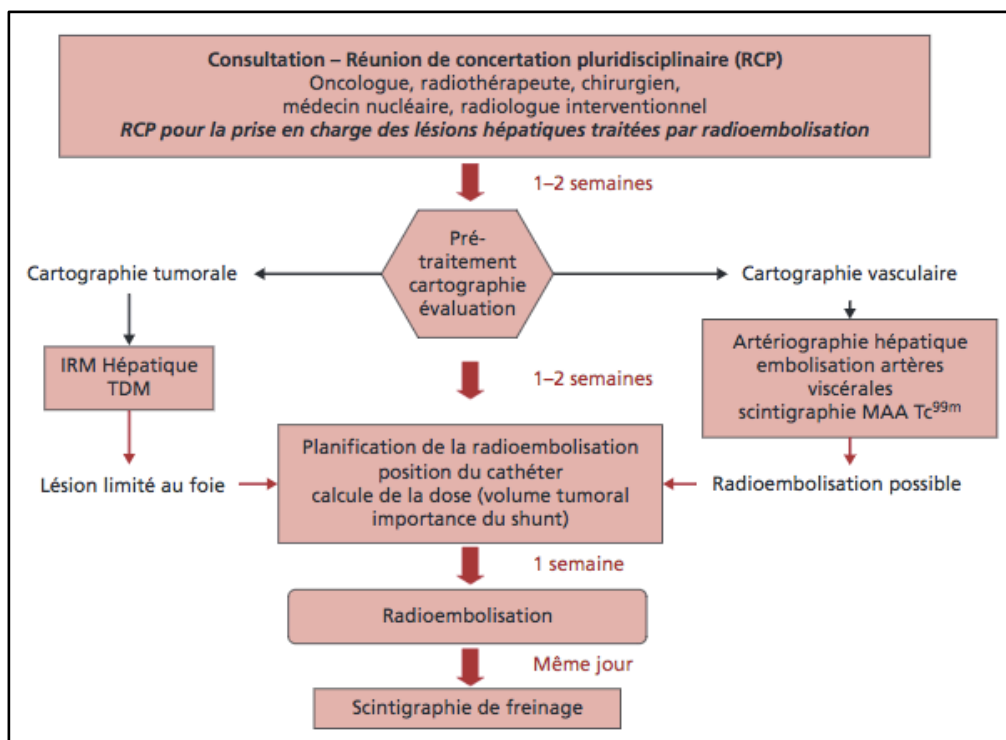 Consultation – Réunion de concertation pluridisciplinaire (RCP)
Oncologue, radiothérapeute, chirurgien,
médecin nucléaire, radiologue interventionnel
RCP pour la prise en charge des lésions hépatiques traitées par radioembolisation
1–2 semaines
Pré-
traitement
cartographie
évaluation
Cartographie tumorale
Cartographie vasculaire
IRM Hépatique
TDM
Artériographie hépatique
embolisation artères
viscérales
scintigraphie MAA Tc99m
1–2 semaines
Lésion limité au foie
Planification de la radioembolisation
position du cathéter
calcule de la dose (volume tumoral
importance du shunt)
Radioembolisation possible
1 semaine
Radioembolisation
Même jour
Scintigraphie de freinage